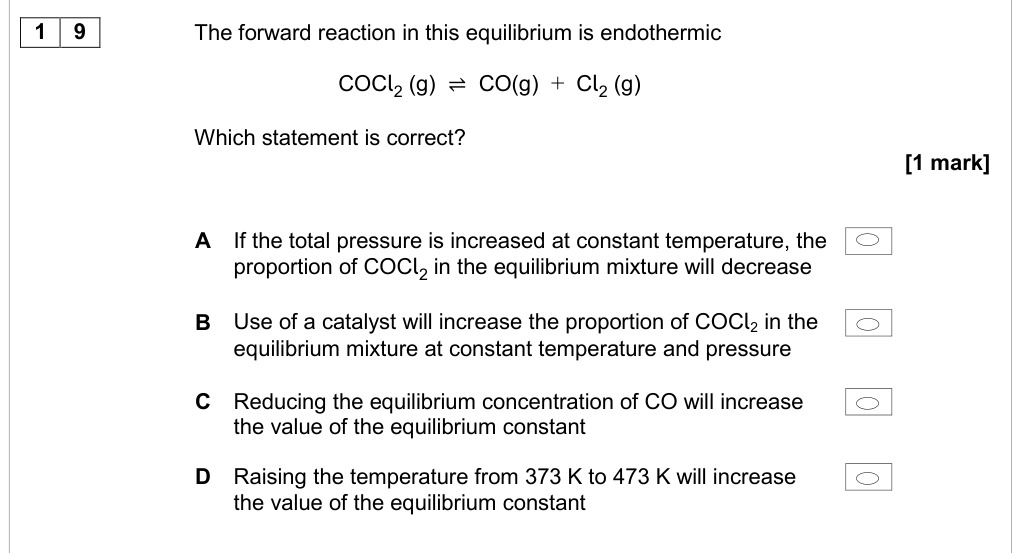 1 9 The forward reaction in this equilibrium is endothermic
COCl₂ (g) ⇌ CO(g) + Cl₂ (g)
Which statement is correct?
[1 mark]
A If the total pressure is increased at constant temperature, the
proportion of COCl₂ in the equilibrium mixture will decrease
B Use of a catalyst will increase the proportion of COCl₂ in the
equilibrium mixture at constant temperature and pressure
C Reducing the equilibrium concentration of CO will increase
the value of the equilibrium constant
D Raising the temperature from 373 K to 473 K will increase
the value of the equilibrium constant